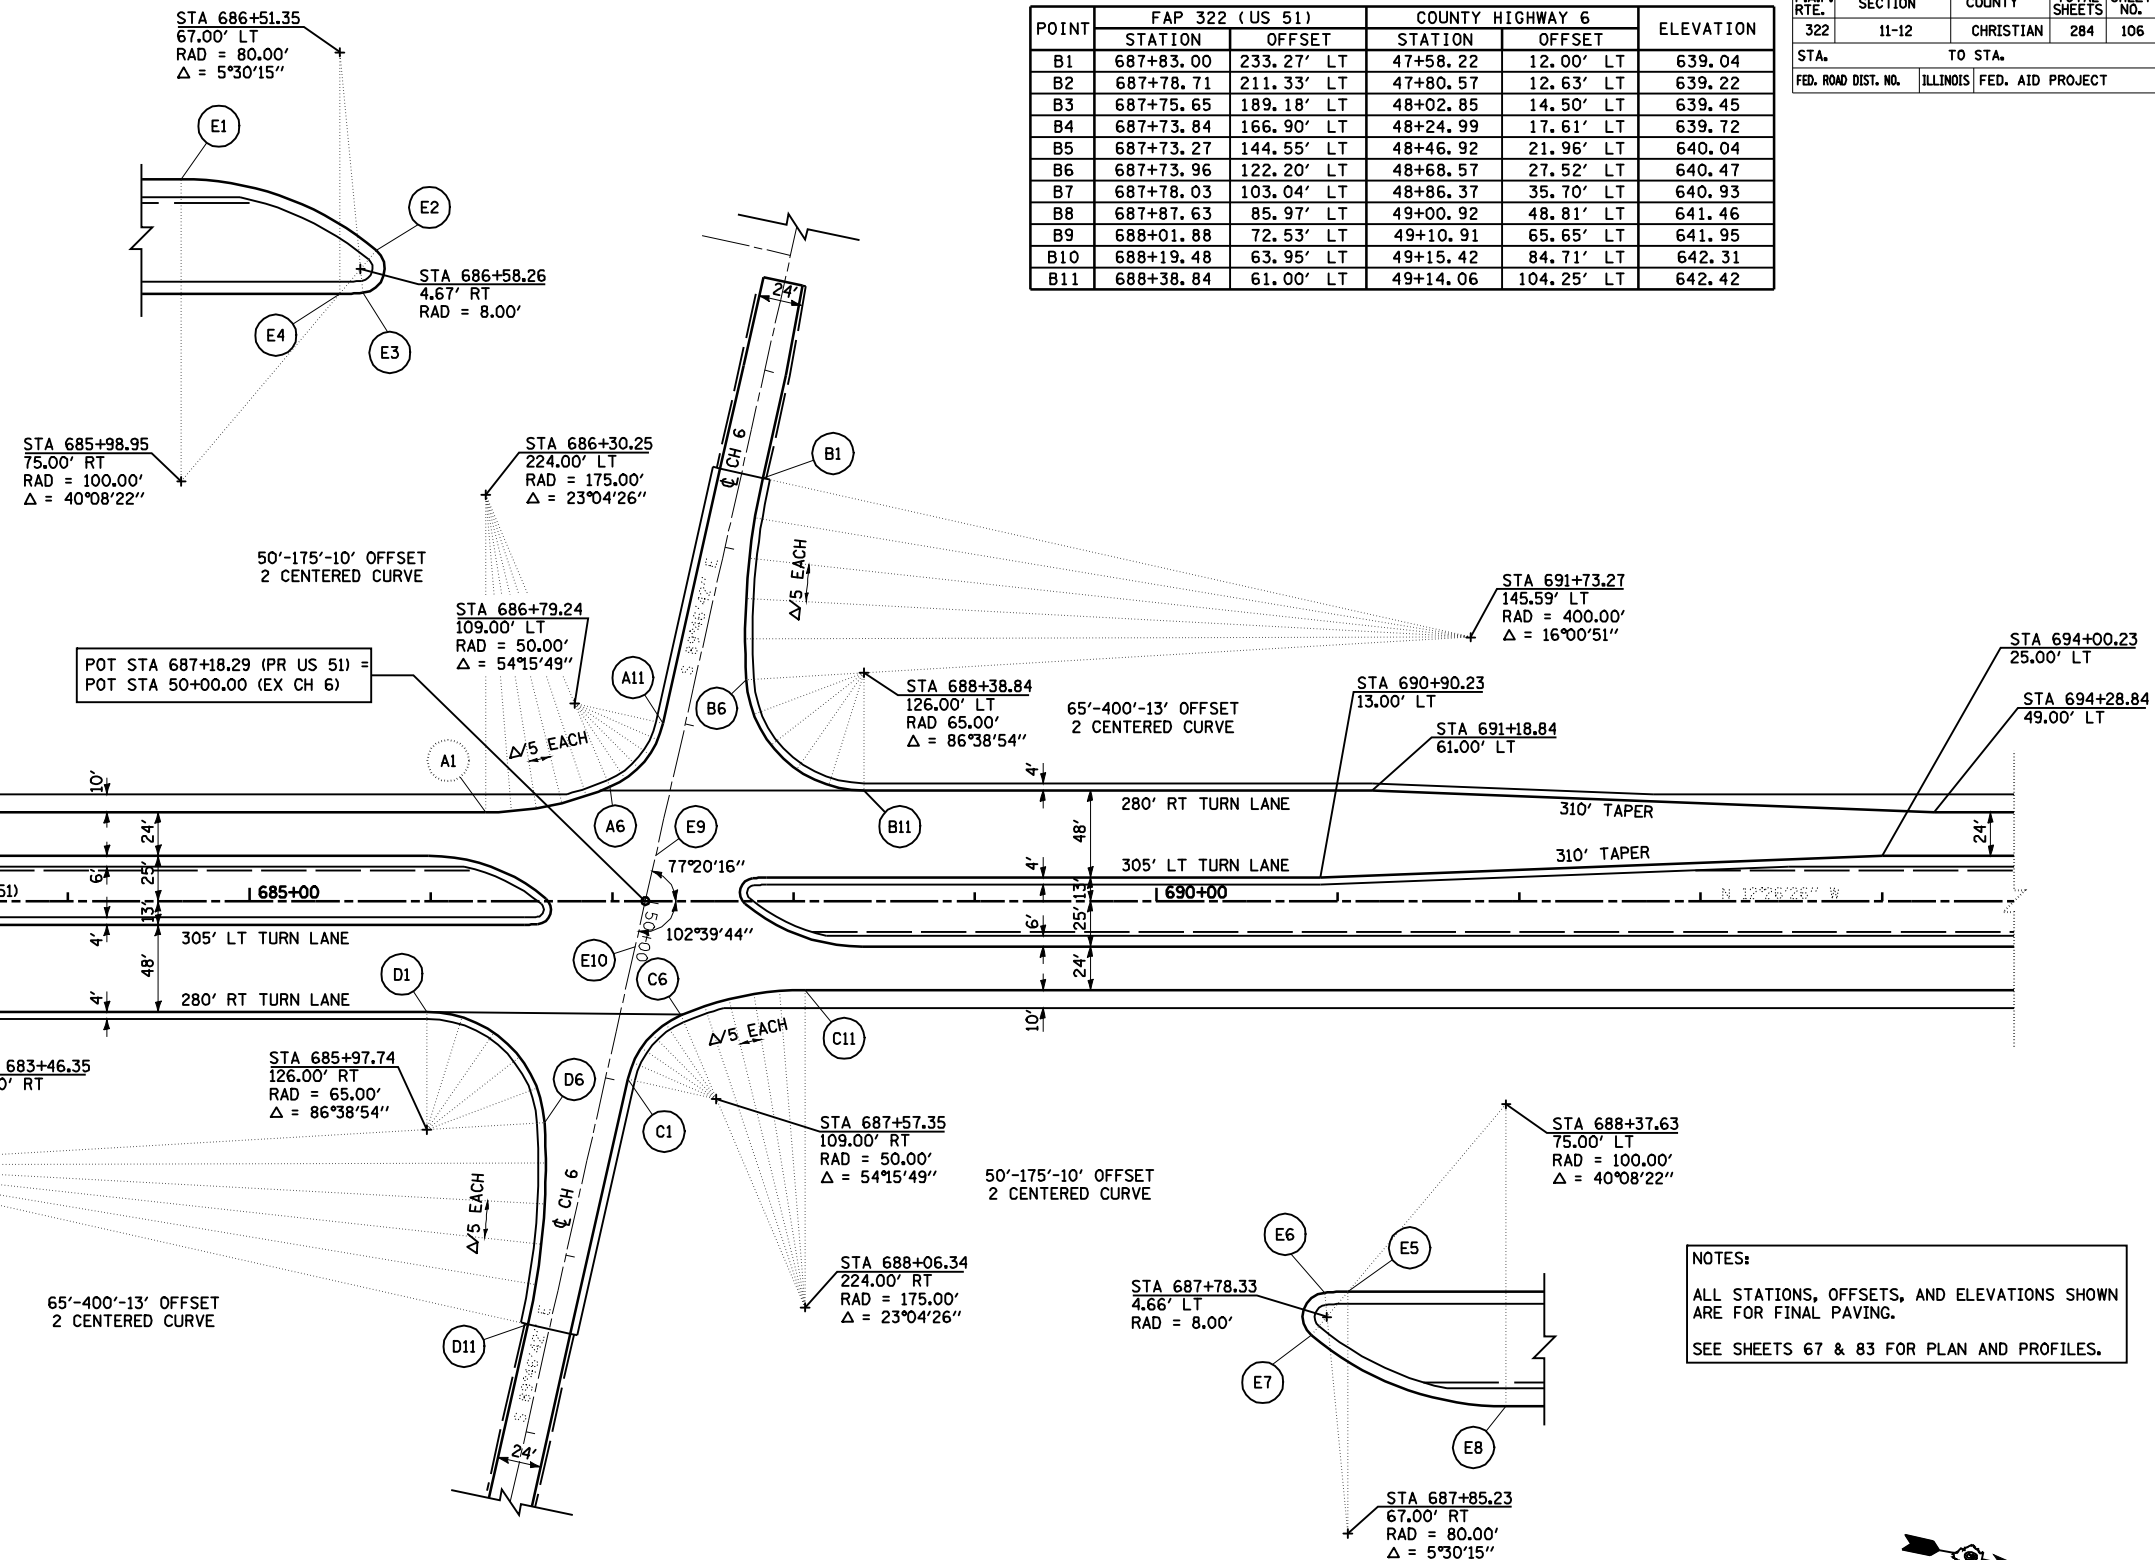 STA 686+51.35
67.00' LT
RAD = 80.00'
Δ = 5°30'15"
E1
E2
STA 686+58.26
4.67' RT
RAD = 8.00'
E4
E3
STA 685+98.95
75.00' RT
RAD = 100.00'
Δ = 40°08'22"
POINT FAP 322 (US 51) COUNTY HIGHWAY 6 ELEVATION
STATION OFFSET STATION OFFSET
B1 687+83.00 233.27' LT 47+58.22 12.00' LT 639.04
B2 687+78.71 211.33' LT 47+80.57 12.63' LT 639.22
B3 687+75.65 189.18' LT 48+02.85 14.50' LT 639.45
B4 687+73.84 166.90' LT 48+24.99 17.61' LT 639.72
B5 687+73.27 144.55' LT 48+46.92 21.96' LT 640.04
B6 687+73.96 122.20' LT 48+68.57 27.52' LT 640.47
B7 687+78.03 103.04' LT 48+86.37 35.70' LT 640.93
B8 687+87.63 85.97' LT 49+00.92 48.81' LT 641.46
B9 688+01.88 72.53' LT 49+10.91 65.65' LT 641.95
B10 688+19.48 63.95' LT 49+15.42 84.71' LT 642.31
B11 688+38.84 61.00' LT 49+14.06 104.25' LT 642.42
RTE. SECTION COUNTY SHEETS NO.
322 11-12 CHRISTIAN 284 106
STA. TO STA.
FED. ROAD DIST. NO. ILLINOIS FED. AID PROJECT
24'
℄ CH 6
B1
STA 686+30.25
224.00' LT
RAD = 175.00'
Δ = 23°04'26"
50'-175'-10' OFFSET
2 CENTERED CURVE
STA 686+79.24
109.00' LT
RAD = 50.00'
Δ = 54°15'49"
Δ/5 EACH
Δ/5 EACH
POT STA 687+18.29 (PR US 51) =
POT STA 50+00.00 (EX CH 6)
A11
A1
A6
B6
STA 691+73.27
145.59' LT
RAD = 400.00'
Δ = 16°00'51"
STA 688+38.84
126.00' LT
RAD 65.00'
Δ = 86°38'54"
65'-400'-13' OFFSET
2 CENTERED CURVE
STA 690+90.23
13.00' LT
STA 691+18.84
61.00' LT
STA 694+00.23
25.00' LT
STA 694+28.84
49.00' LT
B11
E9
77°20'16"
102°39'44"
50+00
E10
C6
10'
24'
25'
6'
13'
4'
48'
4'
51)
685+00
690+00
305' LT TURN LANE
280' RT TURN LANE
4'
280' RT TURN LANE
48'
4'
305' LT TURN LANE
13'
25'
6'
24'
10'
310' TAPER
310' TAPER
24'
N 12°26'26" W
D1
683+46.35
0' RT
STA 685+97.74
126.00' RT
RAD = 65.00'
Δ = 86°38'54"
D6
C1
C11
Δ/5 EACH
Δ/5 EACH
STA 687+57.35
109.00' RT
RAD = 50.00'
Δ = 54°15'49"
50'-175'-10' OFFSET
2 CENTERED CURVE
STA 688+06.34
224.00' RT
RAD = 175.00'
Δ = 23°04'26"
65'-400'-13' OFFSET
2 CENTERED CURVE
℄ CH 6
D11
24'
STA 688+37.63
75.00' LT
RAD = 100.00'
Δ = 40°08'22"
E6
E5
STA 687+78.33
4.66' LT
RAD = 8.00'
E7
E8
STA 687+85.23
67.00' RT
RAD = 80.00'
Δ = 5°30'15"
NOTES:
ALL STATIONS, OFFSETS, AND ELEVATIONS SHOWN
ARE FOR FINAL PAVING.
SEE SHEETS 67 & 83 FOR PLAN AND PROFILES.